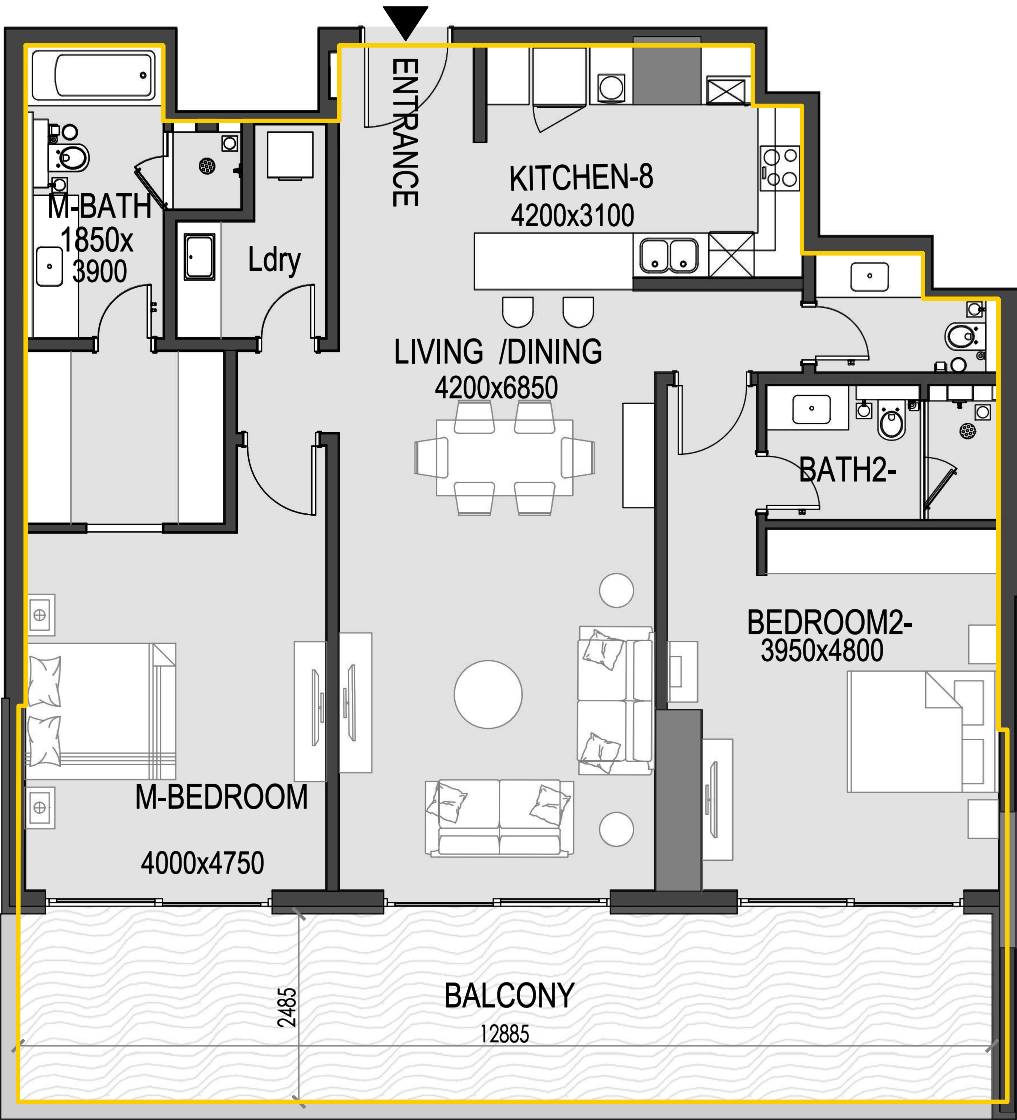 ENTRANCE
KITCHEN-8
4200x3100
M-BATH
1850x
3900
Ldry
LIVING /DINING
4200x6850
BATH2-
BEDROOM2-
3950x4800
M-BEDROOM
4000x4750
BALCONY
2485
12885